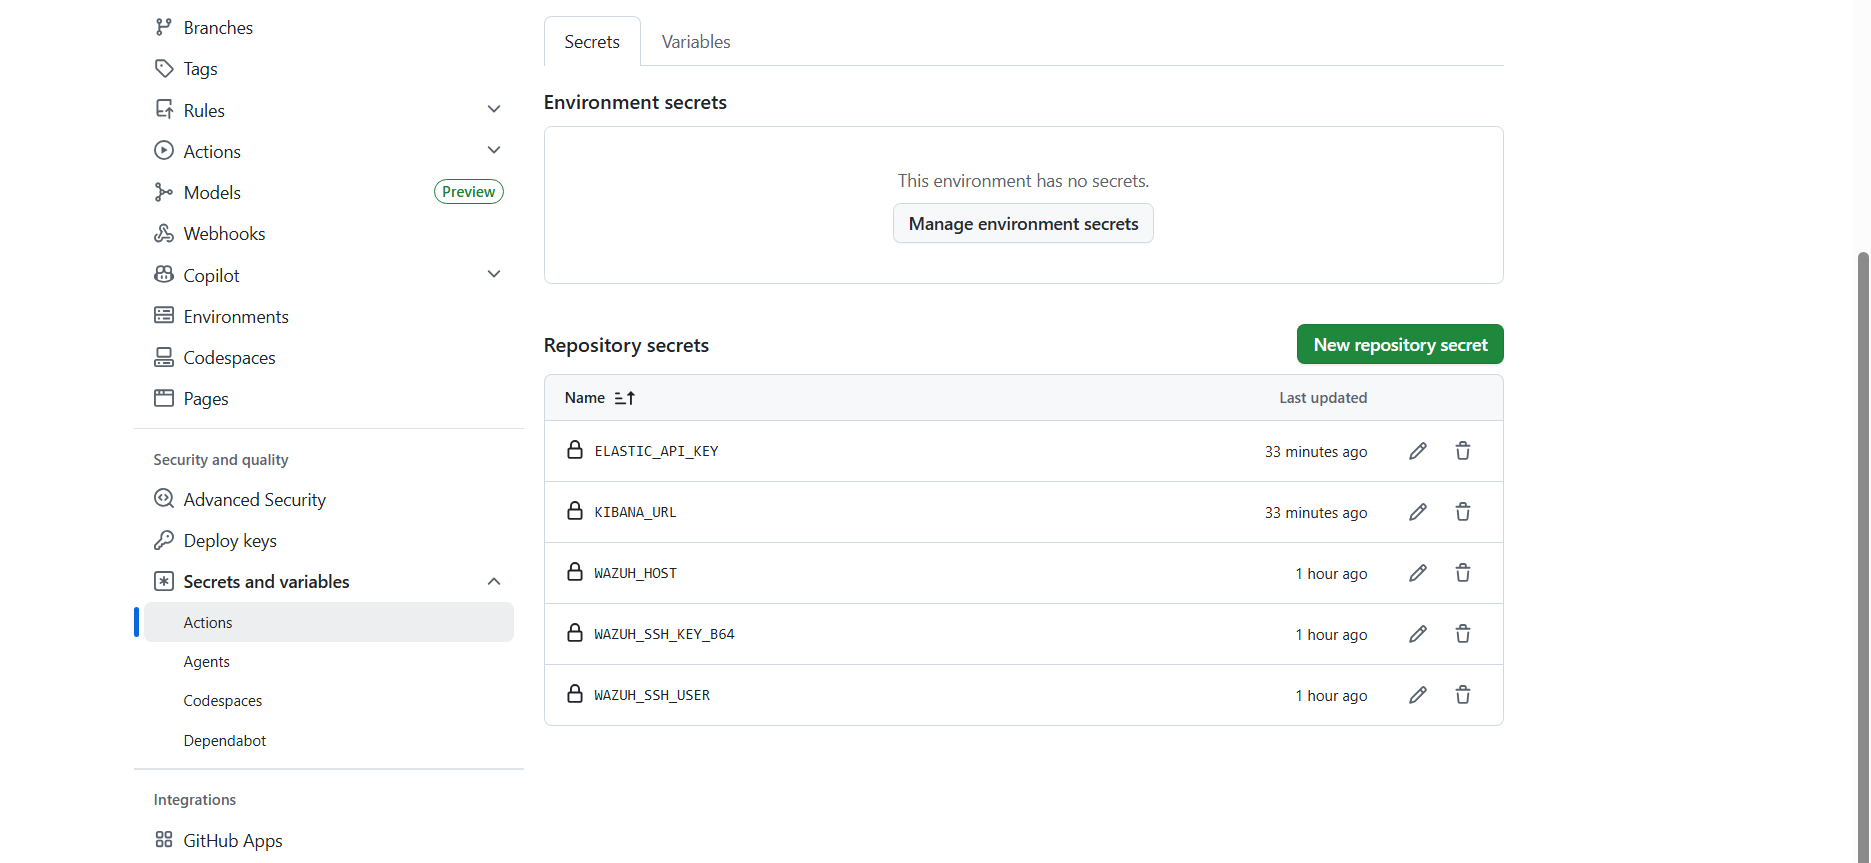 Branches
Tags
Rules
Actions
Models Preview
Webhooks
Copilot
Environments
Codespaces
Pages
Security and quality
Advanced Security
Deploy keys
Secrets and variables
Actions
Agents
Codespaces
Dependabot
Integrations
GitHub Apps
Secrets Variables
Environment secrets
This environment has no secrets.
Manage environment secrets
Repository secrets New repository secret
Name Last updated
ELASTIC_API_KEY 33 minutes ago
KIBANA_URL 33 minutes ago
WAZUH_HOST 1 hour ago
WAZUH_SSH_KEY_B64 1 hour ago
WAZUH_SSH_USER 1 hour ago